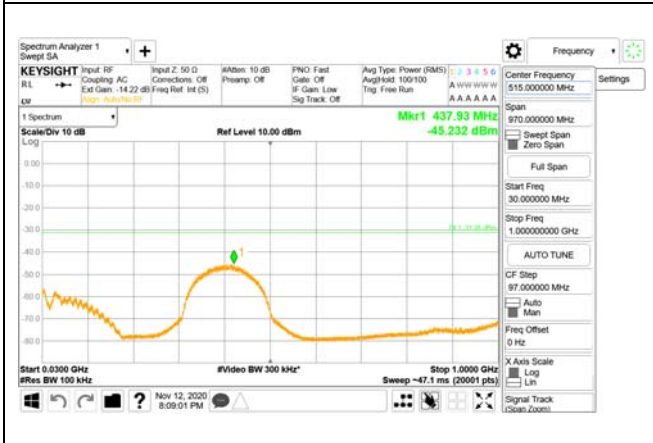 Spectrum Analyzer 1
Swept SA
+
Frequency
KEYSIGHT
Input: RF
Coupling: AC
Ext Gain: -14.22 dB
Align: Auto/No RF
Input Z: 50 Ω
Corrections: Off
Freq Ref: Int (S)
#Atten: 10 dB
Preamp: Off
PNO: Fast
Gate: Off
IF Gain: Low
Sig Track: Off
Avg Type: Power (RMS)
Avg|Hold: 100/100
Trig: Free Run
1 2 3 4 5 6
A W W W W W
A A A A A A
RL
1 Spectrum
Scale/Div 10 dB
Log
Ref Level 10.00 dBm
Mkr1 437.93 MHz
-45.232 dBm
0.00
-10.0
-20.0
-30.0
-40.0
-50.0
-60.0
-70.0
-80.0
1
Start 0.0300 GHz
#Res BW 100 kHz
#Video BW 300 kHz*
Stop 1.0000 GHz
Sweep ~47.1 ms (20001 pts)
?
Nov 12, 2020
8:09:01 PM
Center Frequency
515.000000 MHz
Settings
Span
970.000000 MHz
Swept Span
Zero Span
Full Span
Start Freq
30.000000 MHz
Stop Freq
1.000000000 GHz
AUTO TUNE
CF Step
97.000000 MHz
Auto
Man
Freq Offset
0 Hz
X Axis Scale
Log
Lin
Signal Track
(Span Zoom)